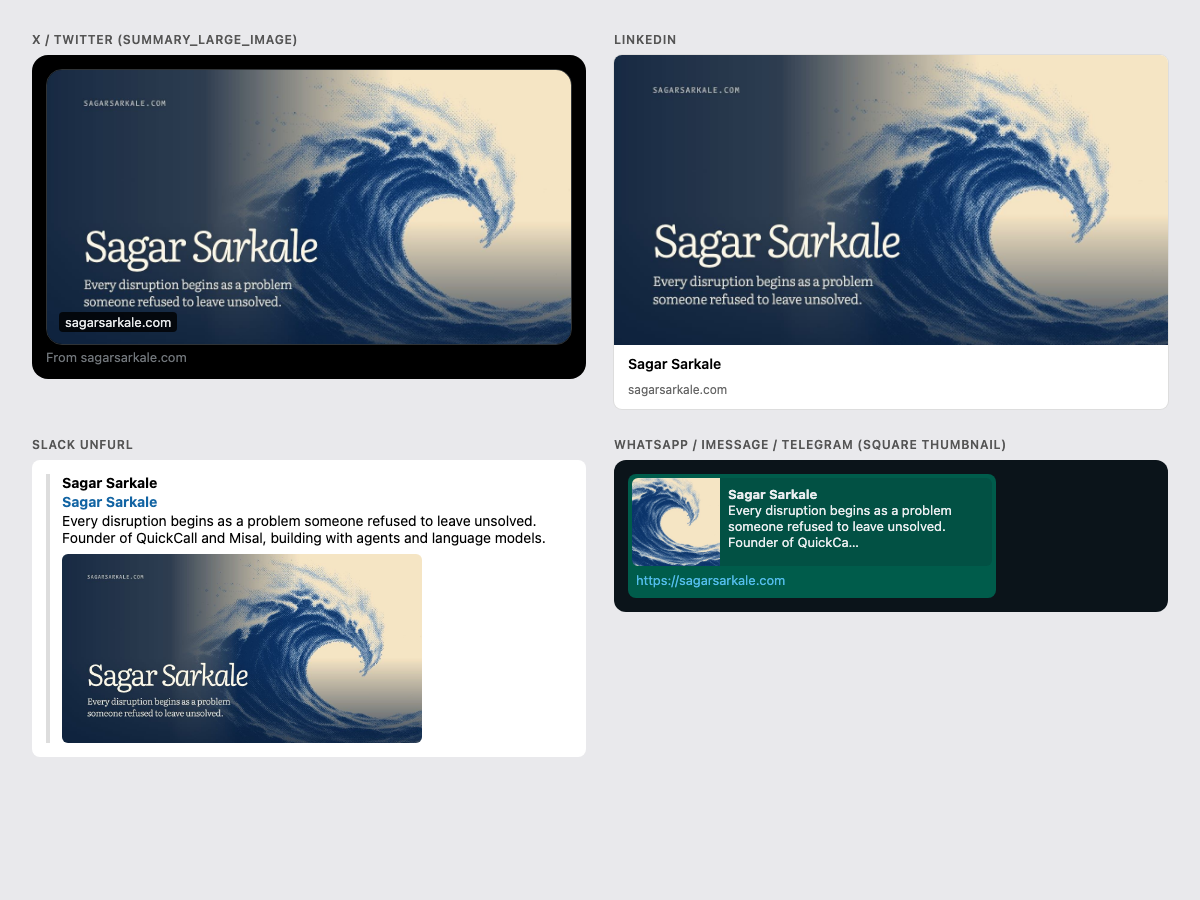 X / TWITTER (SUMMARY_LARGE_IMAGE)
SAGARSARKALE.COM
Sagar Sarkale
Every disruption begins as a problem
someone refused to leave unsolved.
sagarsarkale.com
From sagarsarkale.com
LINKEDIN
SAGARSARKALE.COM
Sagar Sarkale
Every disruption begins as a problem
someone refused to leave unsolved.
Sagar Sarkale
sagarsarkale.com
SLACK UNFURL
Sagar Sarkale
Sagar Sarkale
Every disruption begins as a problem someone refused to leave unsolved.
Founder of QuickCall and Misal, building with agents and language models.
SAGARSARKALE.COM
Sagar Sarkale
Every disruption begins as a problem
someone refused to leave unsolved.
WHATSAPP / IMESSAGE / TELEGRAM (SQUARE THUMBNAIL)
Sagar Sarkale
Every disruption begins as a problem
someone refused to leave unsolved.
Founder of QuickCa...
https://sagarsarkale.com